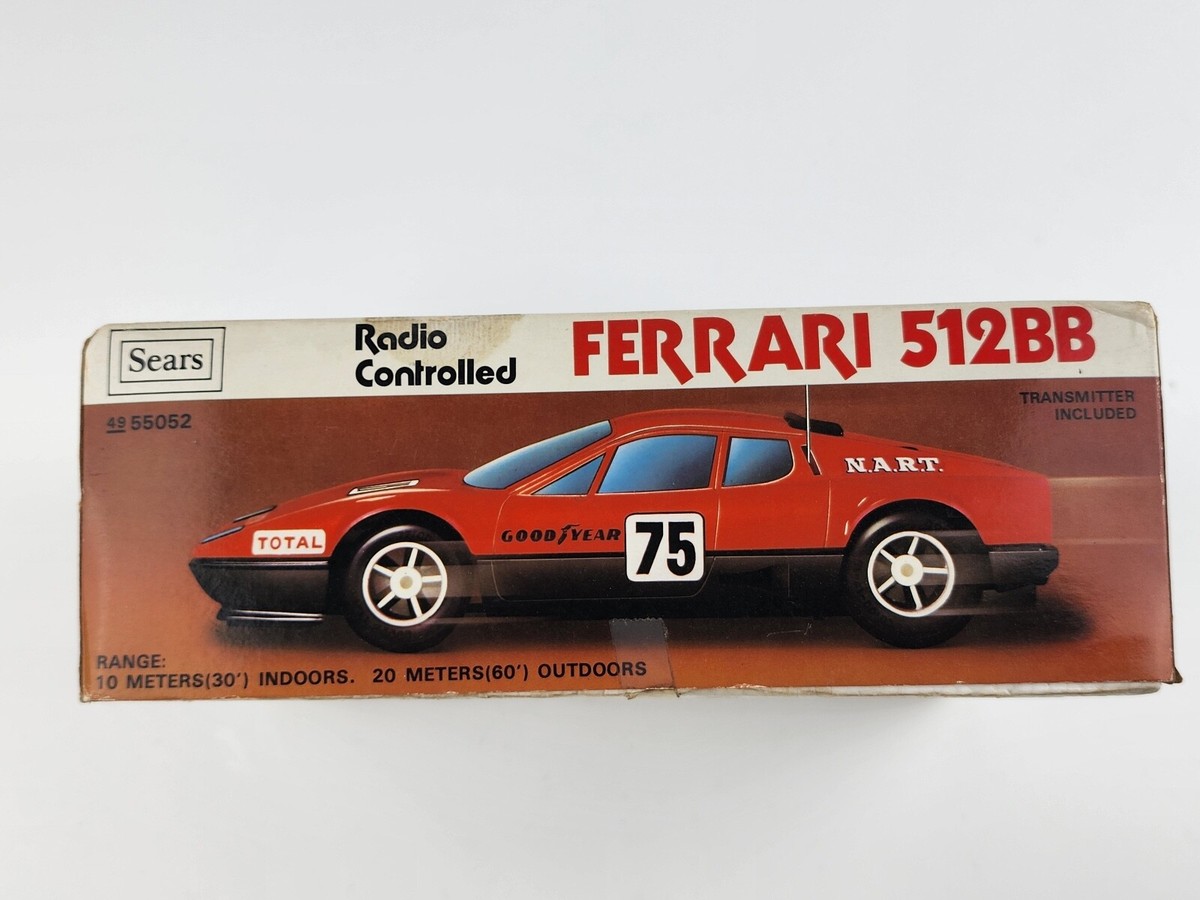 Sears
Radio
Controlled
FERRARI 512BB
49 55052
TRANSMITTER
INCLUDED
N.A.R.T.
GOODYEAR
75
TOTAL
RANGE:
10 METERS(30') INDOORS. 20 METERS(60') OUTDOORS